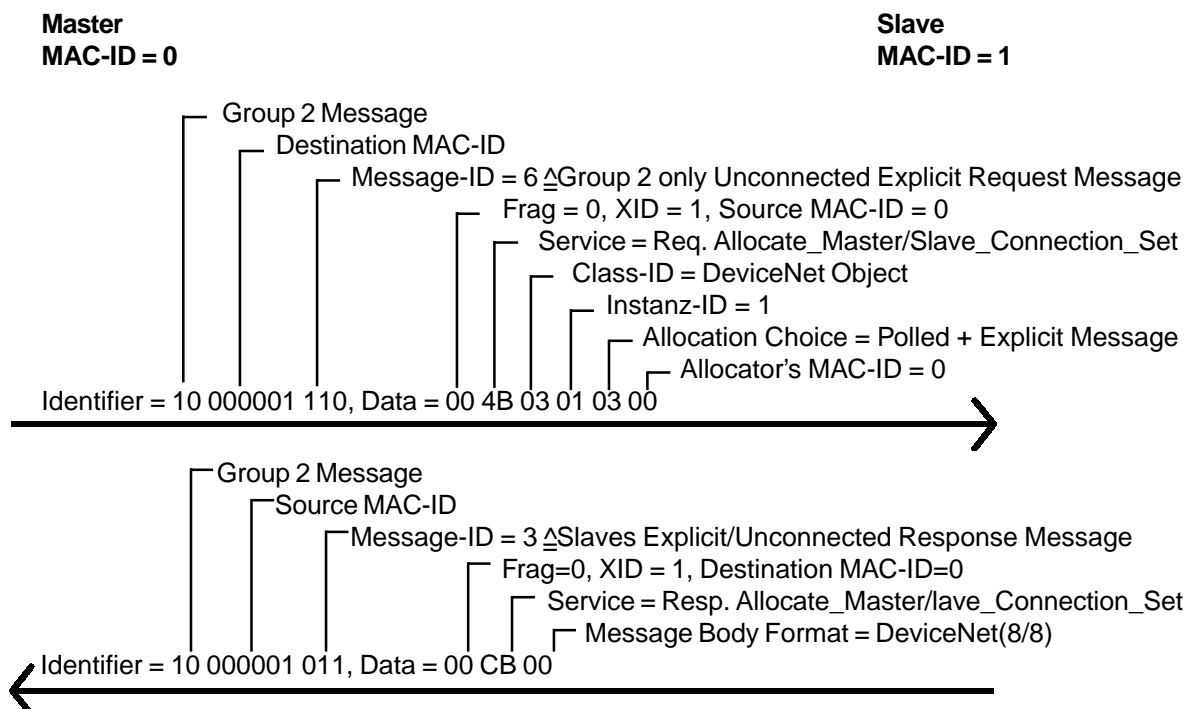 Master
MAC-ID = 0
Slave
MAC-ID = 1
Group 2 Message
Destination MAC-ID
Message-ID = 6 ≙Group 2 only Unconnected Explicit Request Message
Frag = 0, XID = 1, Source MAC-ID = 0
Service = Req. Allocate_Master/Slave_Connection_Set
Class-ID = DeviceNet Object
Instanz-ID = 1
Allocation Choice = Polled + Explicit Message
Allocator's MAC-ID = 0
Identifier = 10 000001 110, Data = 00 4B 03 01 03 00
Group 2 Message
Source MAC-ID
Message-ID = 3 ≙Slaves Explicit/Unconnected Response Message
Frag=0, XID = 1, Destination MAC-ID=0
Service = Resp. Allocate_Master/lave_Connection_Set
Message Body Format = DeviceNet(8/8)
Identifier = 10 000001 011, Data = 00 CB 00